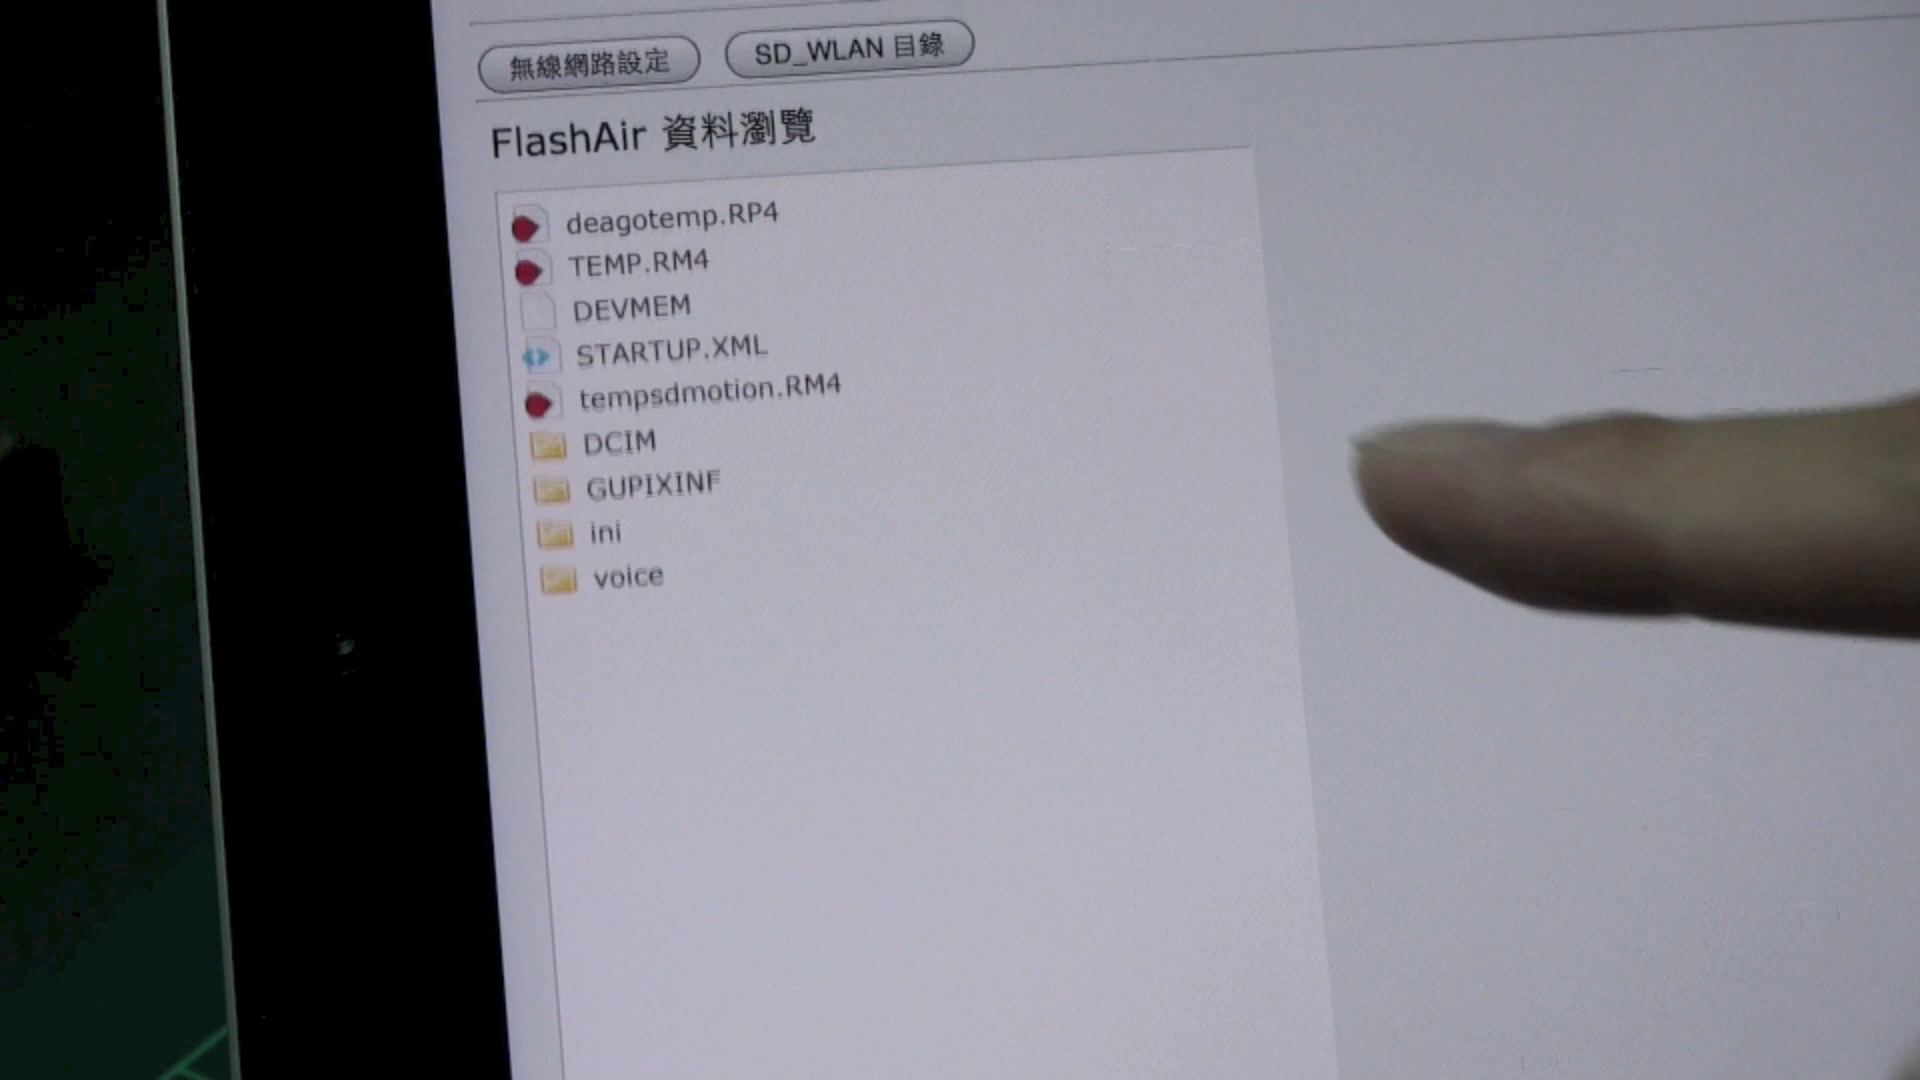 無線網路設定 SD_WLAN 目錄
FlashAir 資料瀏覽
deagotemp.RP4
TEMP.RM4
DEVMEM
STARTUP.XML
tempsdmotion.RM4
DCIM
GUPIXINF
ini
voice